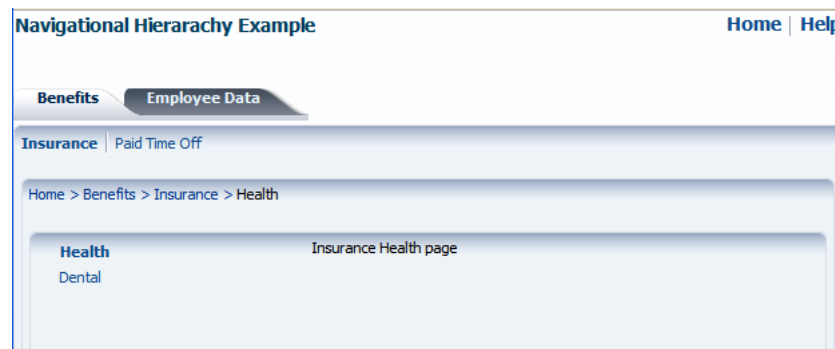 Navigational Hierarachy Example
Home | Help
Benefits Employee Data
Insurance | Paid Time Off
Home > Benefits > Insurance > Health
Health Insurance Health page
Dental